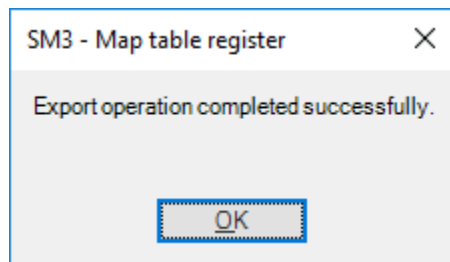 SM3 - Map table register
Export operation completed successfully.
OK